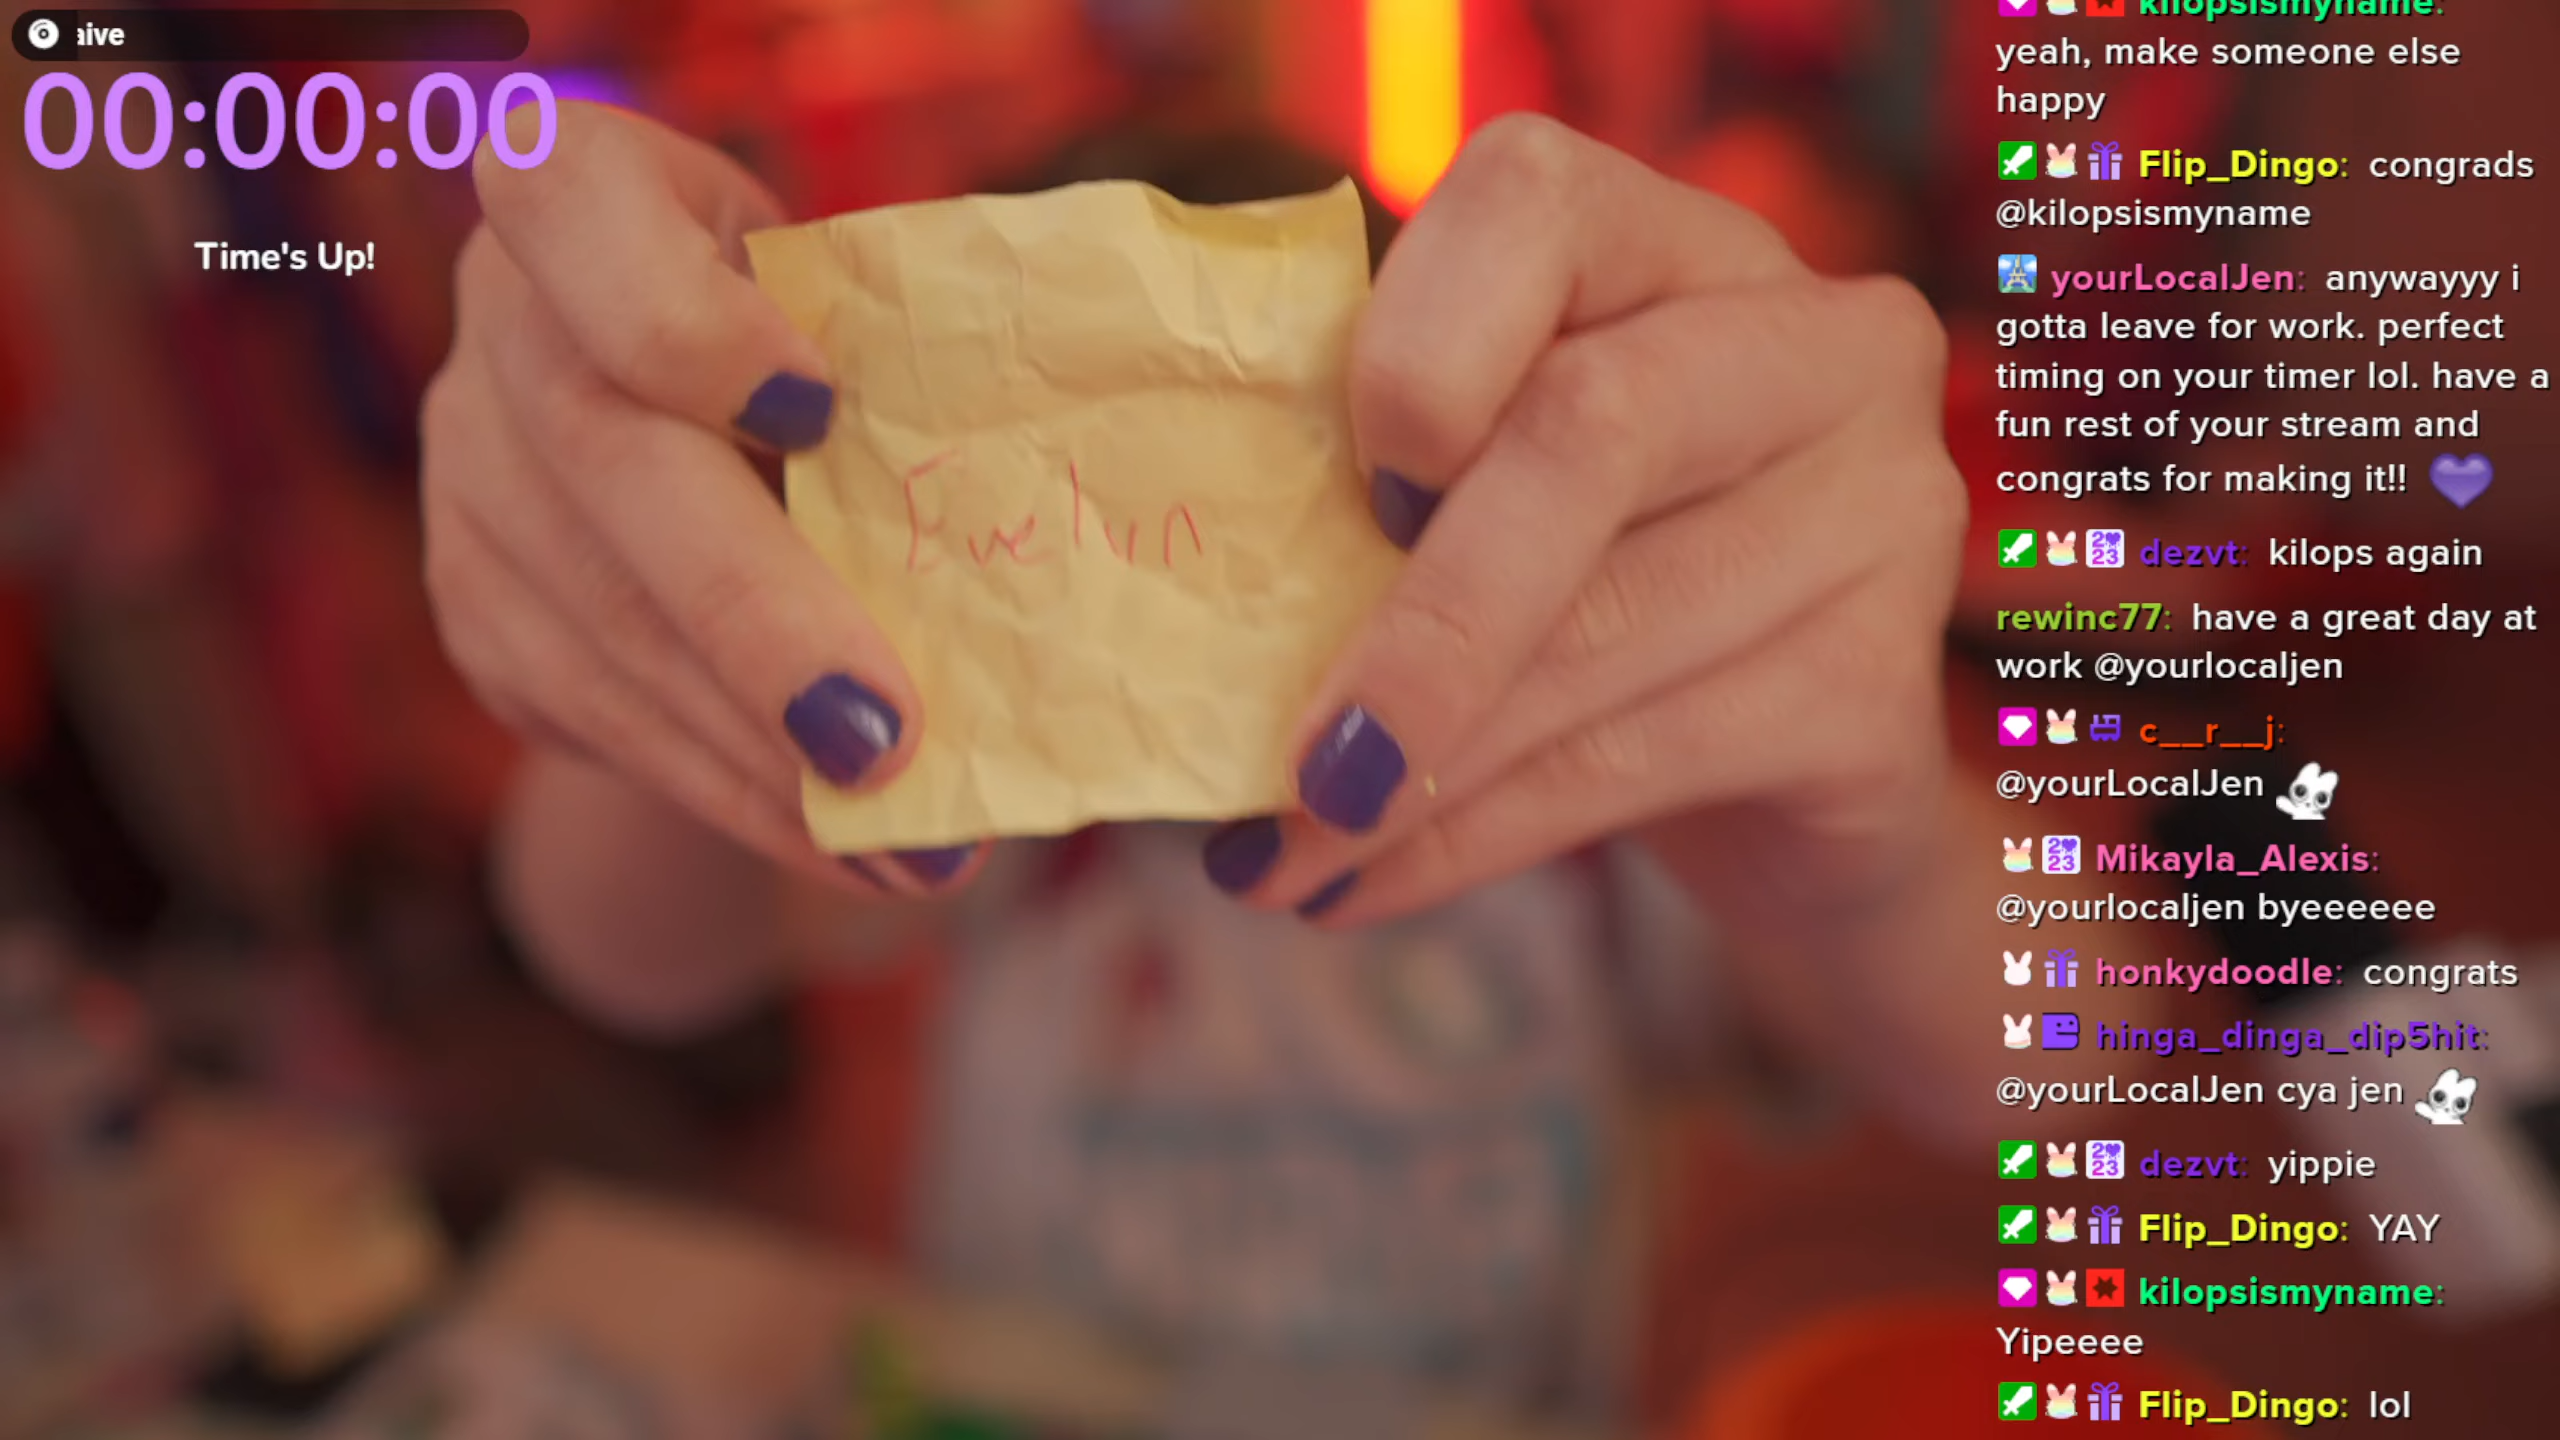 aive
00:00:00
Time's Up!
Evelyn
kilopsismyname:
yeah, make someone else
happy
Flip_Dingo: congrads
@kilopsismyname
yourLocalJen: anywayyy i
gotta leave for work. perfect
timing on your timer lol. have a
fun rest of your stream and
congrats for making it!! 💜
dezvt: kilops again
rewinc77: have a great day at
work @yourlocaljen
c__r__j:
@yourLocalJen
Mikayla_Alexis:
@yourlocaljen byeeeeee
honkydoodle: congrats
hinga_dinga_dip5hit:
@yourLocalJen cya jen
dezvt: yippie
Flip_Dingo: YAY
kilopsismyname:
Yipeeee
Flip_Dingo: lol